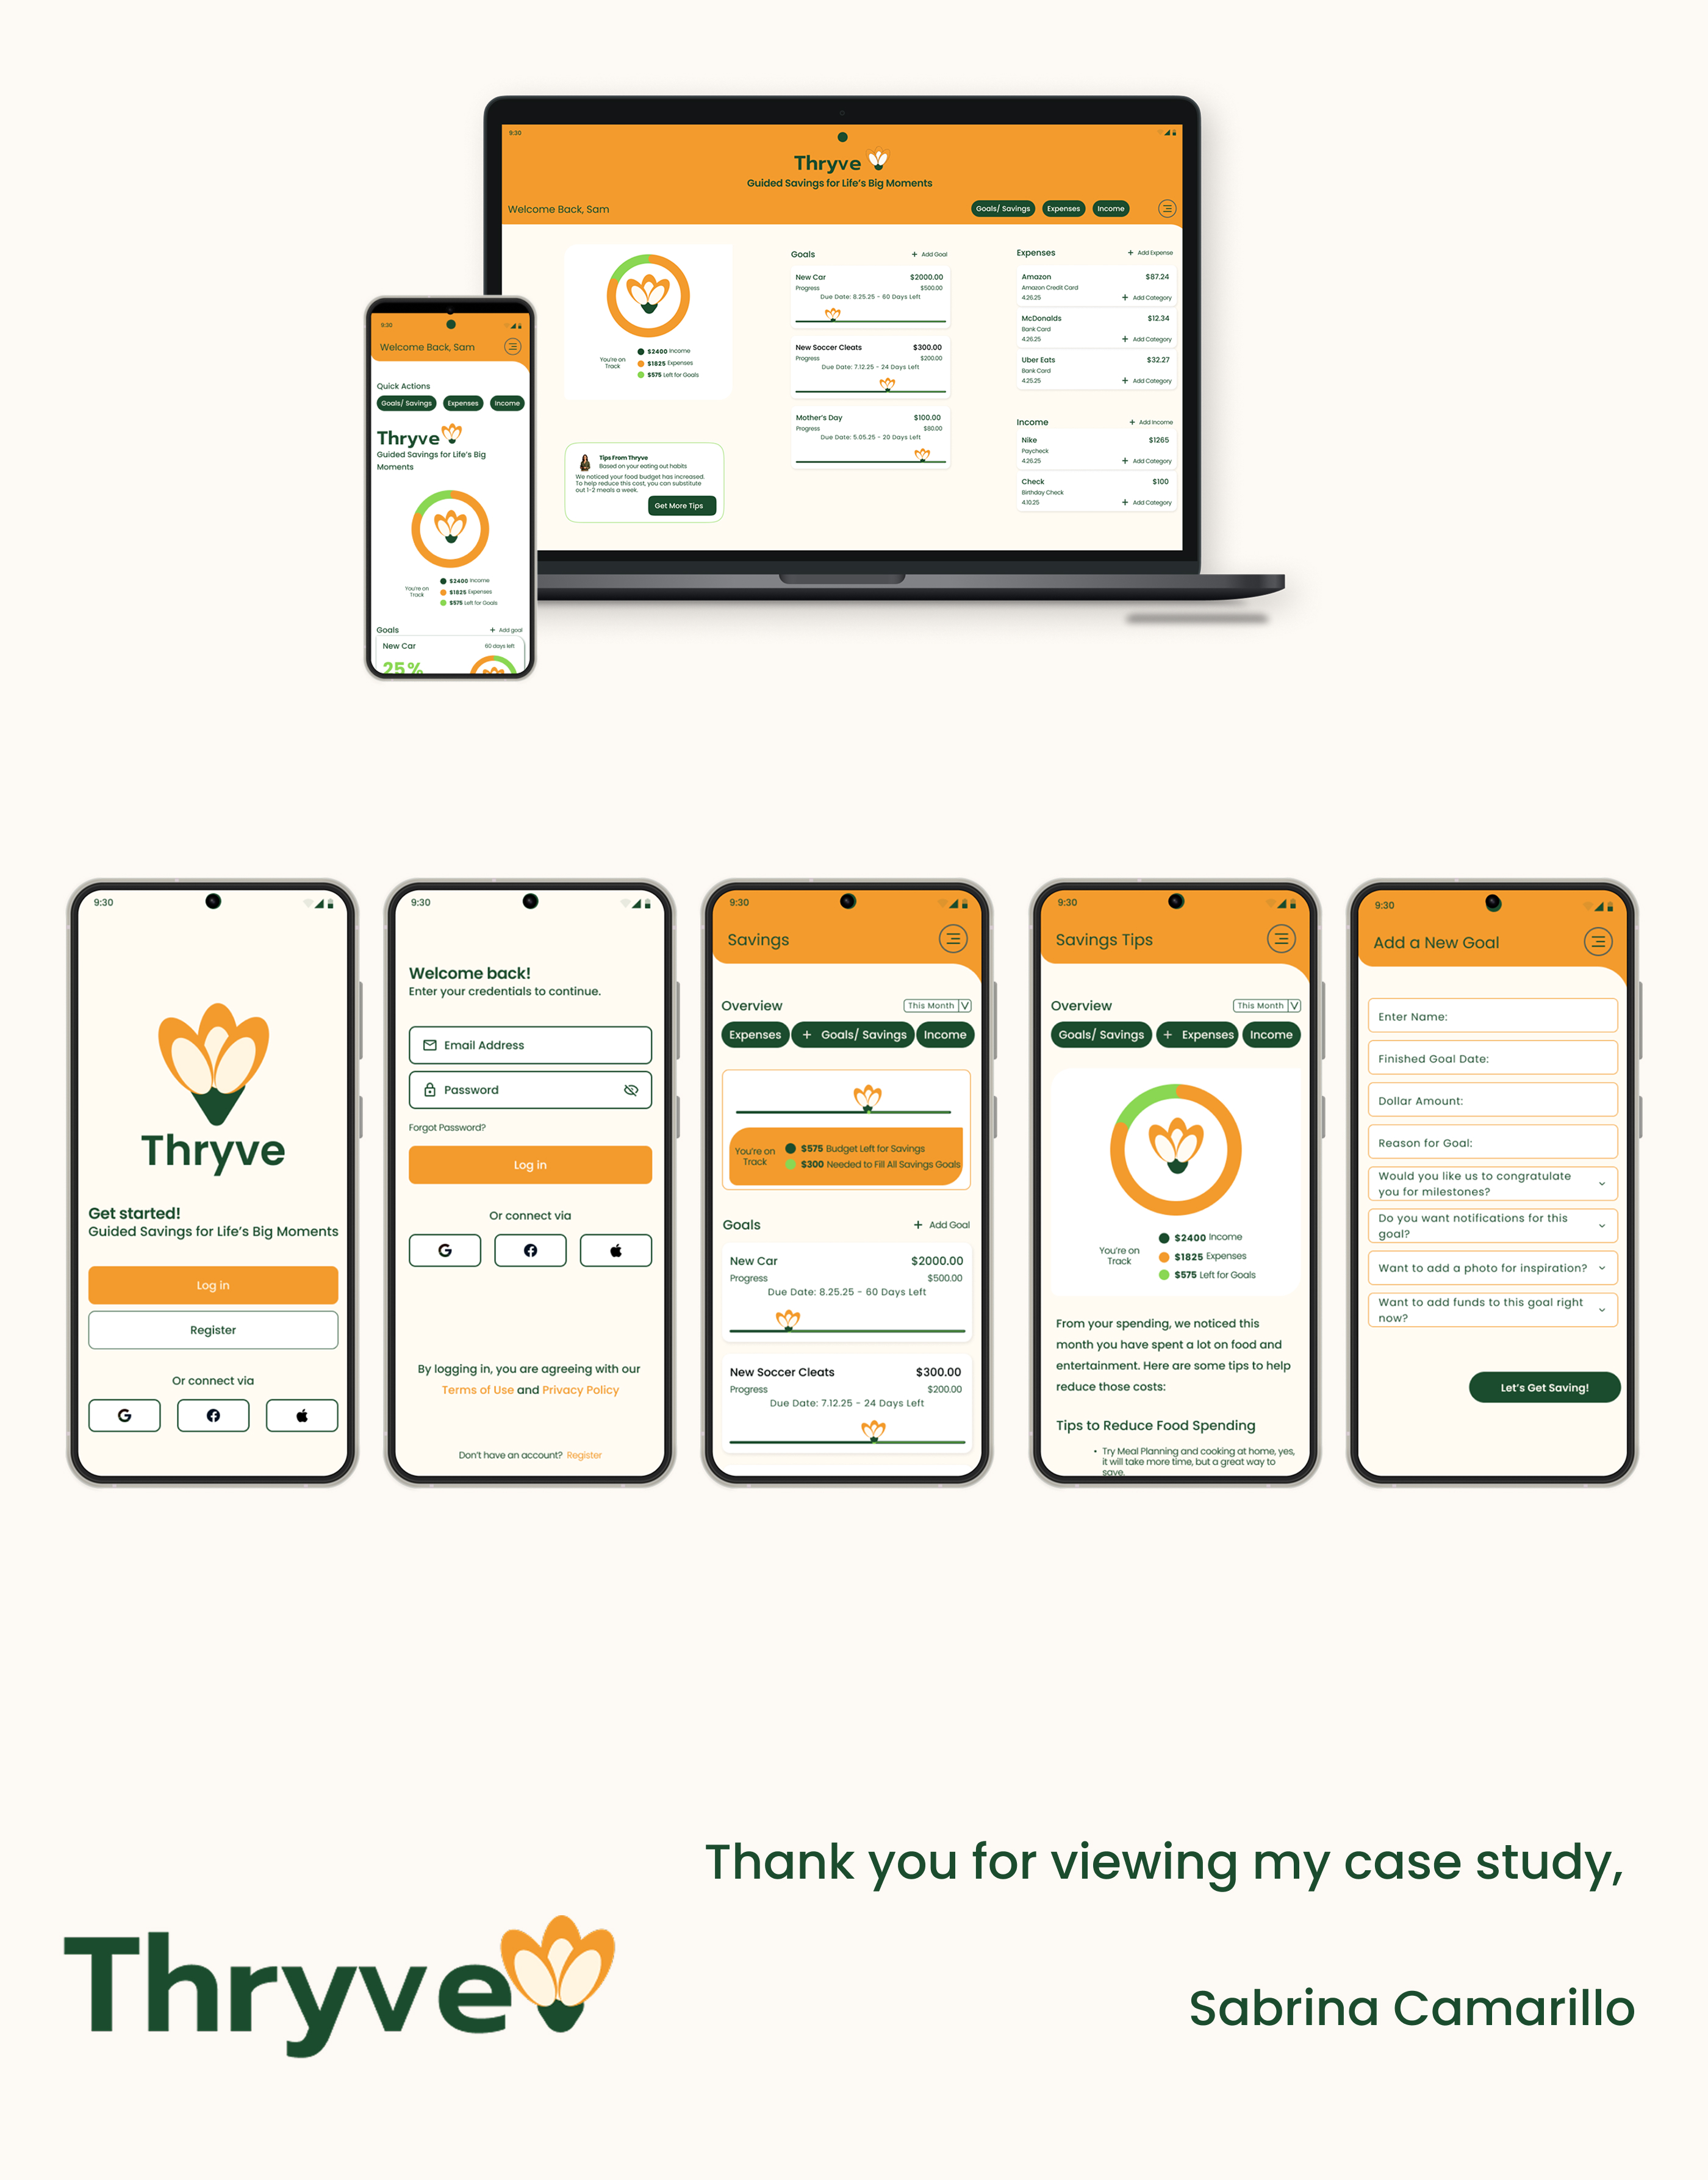 9:30
Thryve
Guided Savings for Life's Big Moments
Welcome Back, Sam
Goals/ Savings
Expenses
Income
$2400 Income
$1825 Expenses
$575 Left for Goals
You're on
Track
Tips From Thryve
Based on your eating out habits
We noticed your food budget has increased.
To help reduce this cost, you can substitute
out 1-2 meals a week.
Get More Tips
Goals
+ Add Goal
New Car $2000.00
Progress $500.00
Due Date: 8.25.25 - 60 Days Left
New Soccer Cleats $300.00
Progress $200.00
Due Date: 7.12.25 - 24 Days Left
Mother's Day $100.00
Progress $80.00
Due Date: 5.05.25 - 20 Days Left
Expenses + Add Expense
Amazon $87.24
Amazon Credit Card
4.26.25 + Add Category
McDonalds $12.34
Bank Card
4.26.25 + Add Category
Uber Eats $32.27
Bank Card
4.25.25 + Add Category
Income + Add Income
Nike $1265
Paycheck
4.26.25 + Add Category
Check $100
Birthday Check
4.10.25 + Add Category
9:30
Welcome Back, Sam
Quick Actions
Goals/ Savings
Expenses
Income
Thryve
Guided Savings for Life's Big
Moments
You're on
Track
$2400 Income
$1825 Expenses
$575 Left for Goals
Goals + Add goal
New Car 60 days left
25%
9:30
Thryve
Get started!
Guided Savings for Life's Big Moments
Log in
Register
Or connect via
9:30
Welcome back!
Enter your credentials to continue.
Email Address
Password
Forgot Password?
Log in
Or connect via
By logging in, you are agreeing with our
Terms of Use and Privacy Policy
Don't have an account? Register
9:30
Savings
Overview This Month
Expenses + Goals/ Savings Income
You're on
Track
$575 Budget Left for Savings
$300 Needed to Fill All Savings Goals
Goals + Add Goal
New Car $2000.00
Progress $500.00
Due Date: 8.25.25 - 60 Days Left
New Soccer Cleats $300.00
Progress $200.00
Due Date: 7.12.25 - 24 Days Left
9:30
Savings Tips
Overview This Month
Goals/ Savings + Expenses Income
You're on
Track
$2400 Income
$1825 Expenses
$575 Left for Goals
From your spending, we noticed this
month you have spent a lot on food and
entertainment. Here are some tips to help
reduce those costs:
Tips to Reduce Food Spending
• Try Meal Planning and cooking at home, yes,
it will take more time, but a great way to
save.
9:30
Add a New Goal
Enter Name:
Finished Goal Date:
Dollar Amount:
Reason for Goal:
Would you like us to congratulate
you for milestones?
Do you want notifications for this
goal?
Want to add a photo for inspiration?
Want to add funds to this goal right
now?
Let's Get Saving!
Thank you for viewing my case study,
Thryve
Sabrina Camarillo